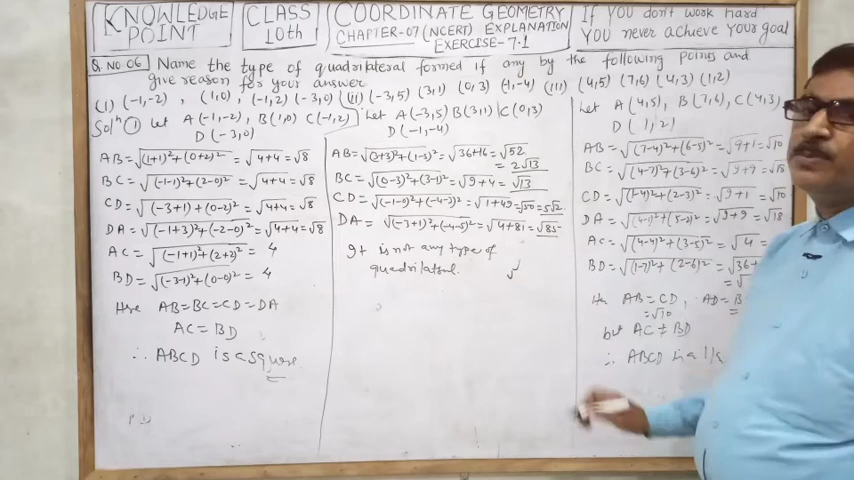 KNOWLEDGE POINT
CLASS 10th
COORDINATE GEOMETRY
CHAPTER-07 (NCERT) EXPLANATION
EXERCISE-7.1
If You don't work hard
YOU never achieve Your goal
Q. NO. 06 Name the type of quadrilateral formed if any by the following points and
give reason for your answer
(i) (-1,-2) , (1,0) , (-1,2) (-3,0) (ii) (-3,5) (3,1) (0,3) (-1,-4) (iii) (4,5) (7,6) (4,3) (1,2)
Solⁿ ① Let A(-1,-2) B(1,0) C(-1,2)
D(-3,0)
AB=√(1+1)²+(0+2)² = √4+4 = √8
BC = √(-1-1)²+(2-0)² = √4+4 = √8
CD = √(-3+1)+(0-2)² = √4+4 = √8
DA = √(-1+3)²+(-2-0)² = √4+4 = √8
AC = √(-1+1)²+(2+2)² = 4
BD = √(-3-1)²+(0-0)² = 4
Here AB=BC=CD=DA
AC=BD
∴ ABCD is a square
Let A(-3,5) B(3,1) C(0,3)
D(-1,-4)
AB = √(3+3)²+(1-5)² = √36+16 = √52
= 2√13
BC = √(0-3)²+(3-1)² = √9+4 = √13
CD = √(-1-0)²+(-4-3)² = √1+49 = √50 = 5√2
DA = √(-3+1)²+(-4-5)² = √4+81 = √85
It is not any type of
quadrilateral.
Let A(4,5), B(7,6), C(4,3)
D(1,2)
AB = √(7-4)²+(6-5)² = √9+1 = √10
BC = √(4-7)²+(3-6)² = √9+9 = √18
CD = √(1-4)²+(2-3)² = √9+1 = √10
DA = √(4-1)²+(5-2)² = √9+9 = √18
AC = √(4-4)²+(3-5)² = √4 =
BD = √(1-7)²+(2-6)² = √36+
= √
AB = CD, AD = B
= √10
but AC ≠ BD
∴ ABCD is a